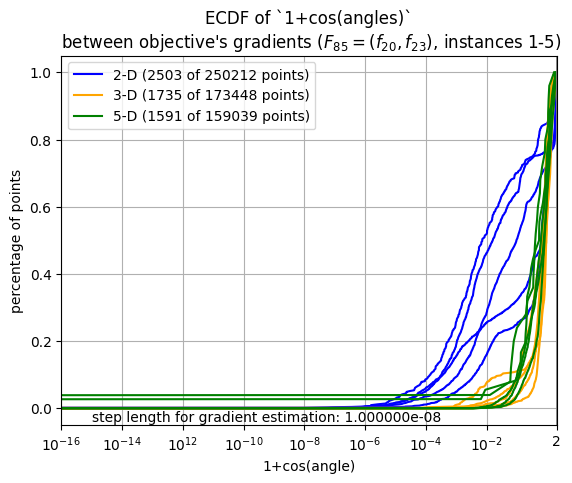 ECDF of `1+cos(angles)`
between objective's gradients (F₈₅ = (f₂₀, f₂₃), instances 1-5)
2-D (2503 of 250212 points)
3-D (1735 of 173448 points)
5-D (1591 of 159039 points)
percentage of points
1.0
0.8
0.6
0.4
0.2
0.0
step length for gradient estimation: 1.000000e-08
10⁻¹⁶ 10⁻¹⁴ 10⁻¹² 10⁻¹⁰ 10⁻⁸ 10⁻⁶ 10⁻⁴ 10⁻² 2
1+cos(angle)